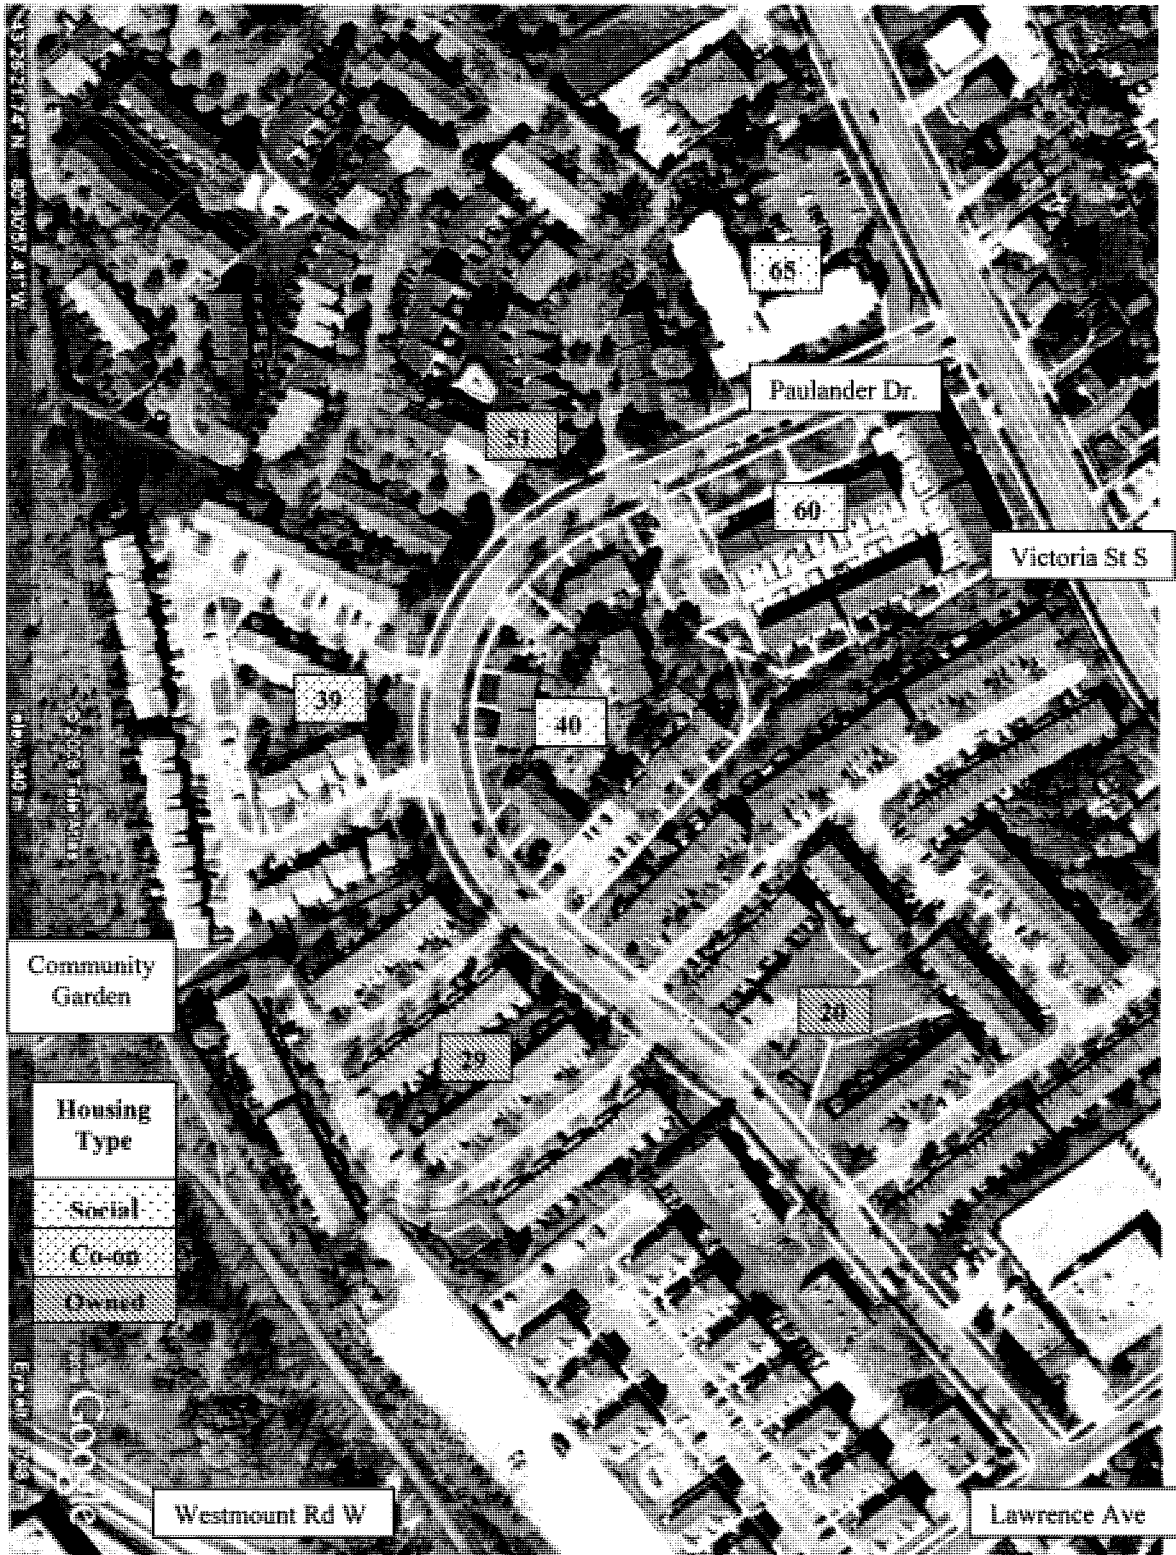 65
Paulander Dr.
51
60
Victoria St S
39
40
Community
Garden
20
29
Housing
Type
Social
Co-on
Owned
Google
Westmount Rd W
Lawrence Ave